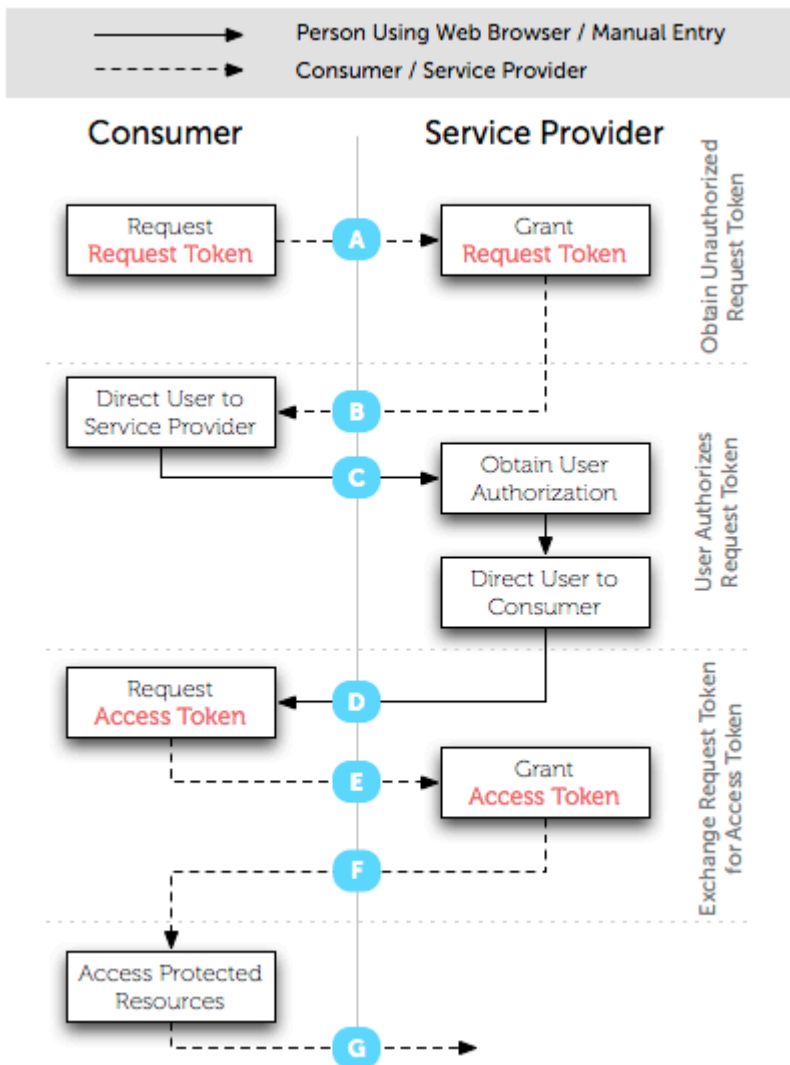 Person Using Web Browser / Manual Entry
Consumer / Service Provider
Consumer
Service Provider
Request
Request Token
A
Grant
Request Token
Obtain Unauthorized
Request Token
Direct User to
Service Provider
B
C
Obtain User
Authorization
Direct User to
Consumer
User Authorizes
Request Token
Request
Access Token
D
E
Grant
Access Token
F
Exchange Request Token
for Access Token
Access Protected
Resources
G